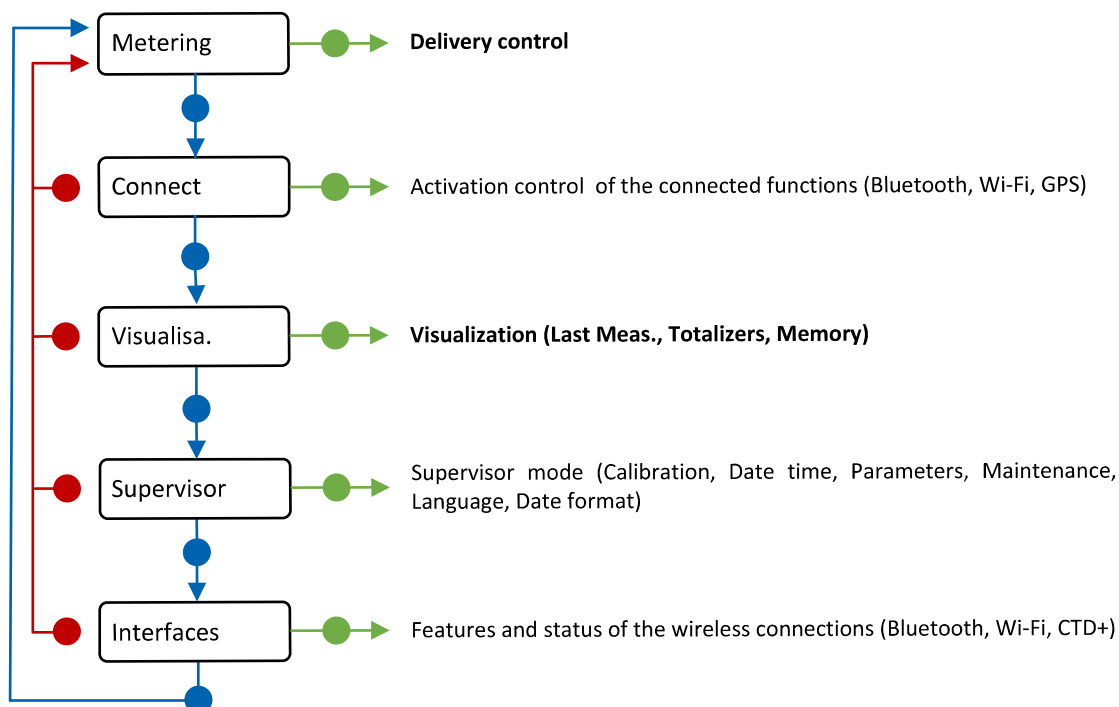 Metering
Delivery control
Connect
Activation control  of the connected functions (Bluetooth, Wi-Fi, GPS)
Visualisa.
Visualization (Last Meas., Totalizers, Memory)
Supervisor
Supervisor mode (Calibration, Date time, Parameters, Maintenance,
Language, Date format)
Interfaces
Features and status of the wireless connections (Bluetooth, Wi-Fi, CTD+)